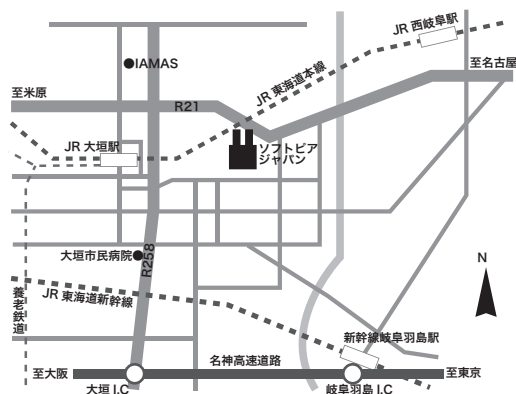 JR 西岐阜駅
IAMAS
至名古屋
JR 東海道本線
至米原
R21
JR 大垣駅
ソフトピア
ジャパン
大垣市民病院
R258
N
養老鉄道
JR 東海道新幹線
新幹線岐阜羽島駅
名神高速道路
至大阪
至東京
大垣 I.C
岐阜羽島 I.C